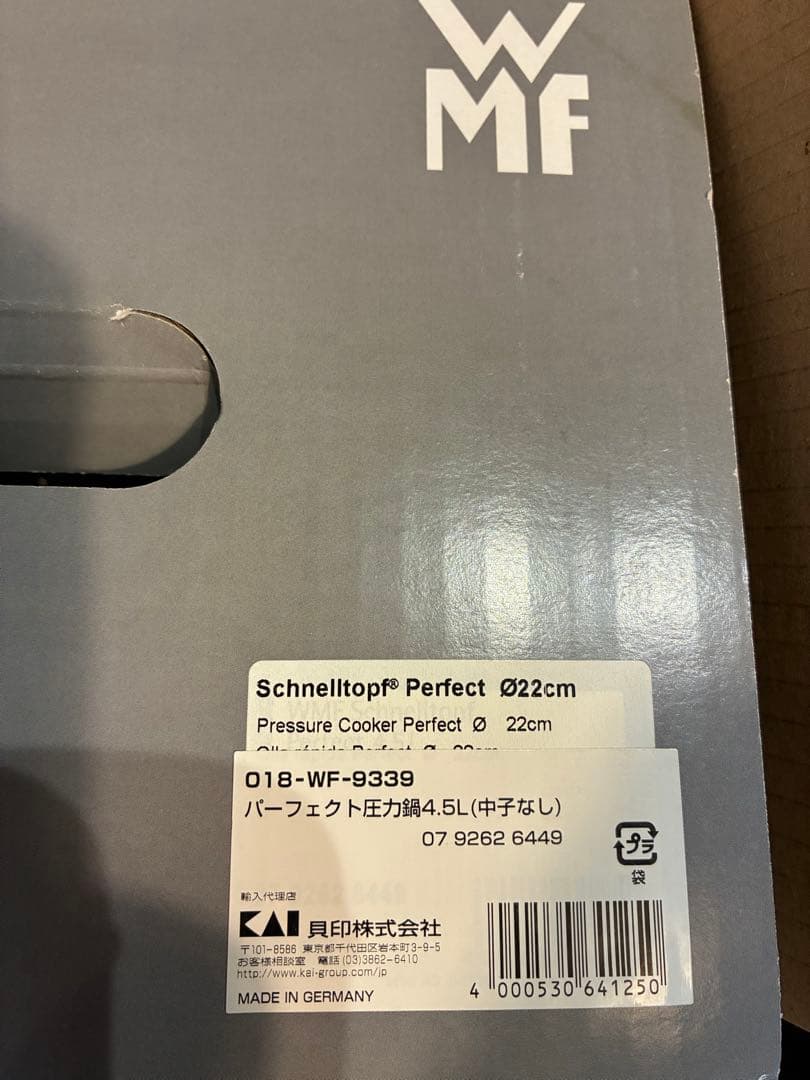 WMF
Schnelltopf® Perfect Ø22cm
Pressure Cooker Perfect Ø 22cm
018-WF-9339
パーフェクト圧力鍋4.5L(中子なし)
07 9262 6449
プラ
袋
輸入代理店
KAI 貝印株式会社
〒101-8586 東京都千代田区岩本町3-9-5
お客様相談室 電話(03)3862-6410
http://www.kai-group.com/jp
MADE IN GERMANY
4 000530 641250